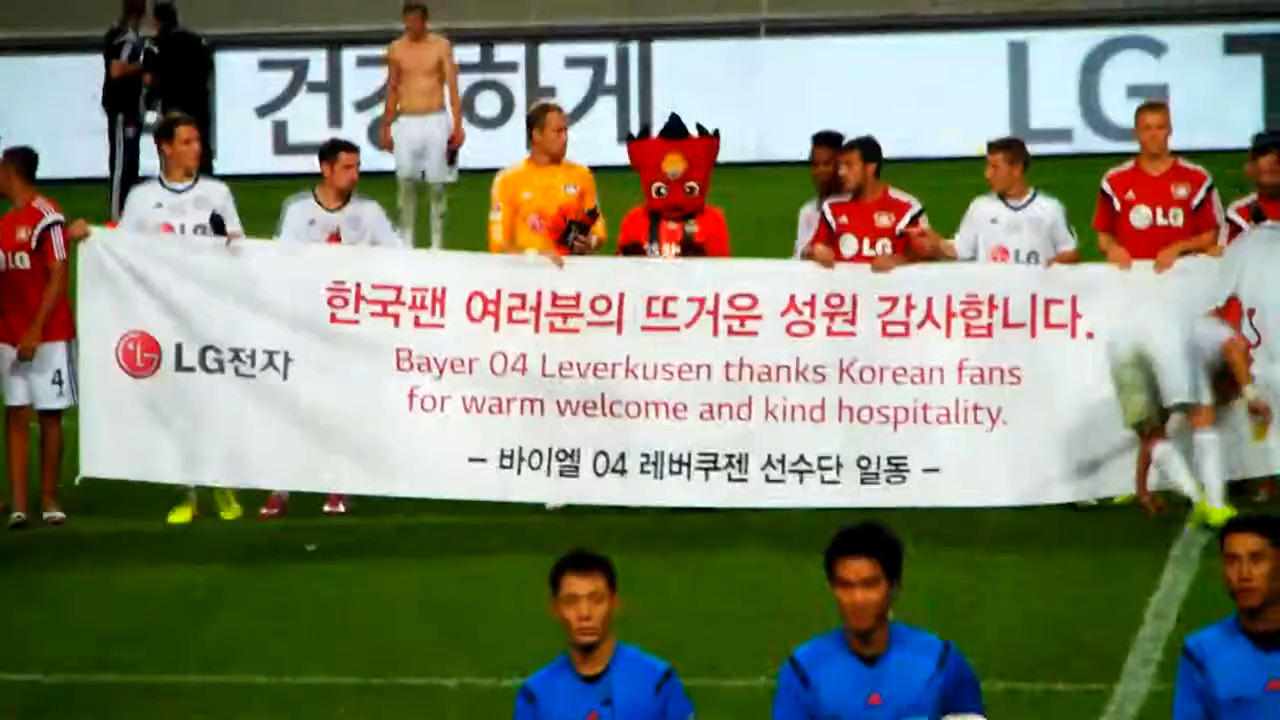 건강하게
LG
한국팬 여러분의 뜨거운 성원 감사합니다.
LG전자
Bayer 04 Leverkusen thanks Korean fans
for warm welcome and kind hospitality.
– 바이엘 04 레버쿠젠 선수단 일동 –
LG
LG
LG
LG
LG
4